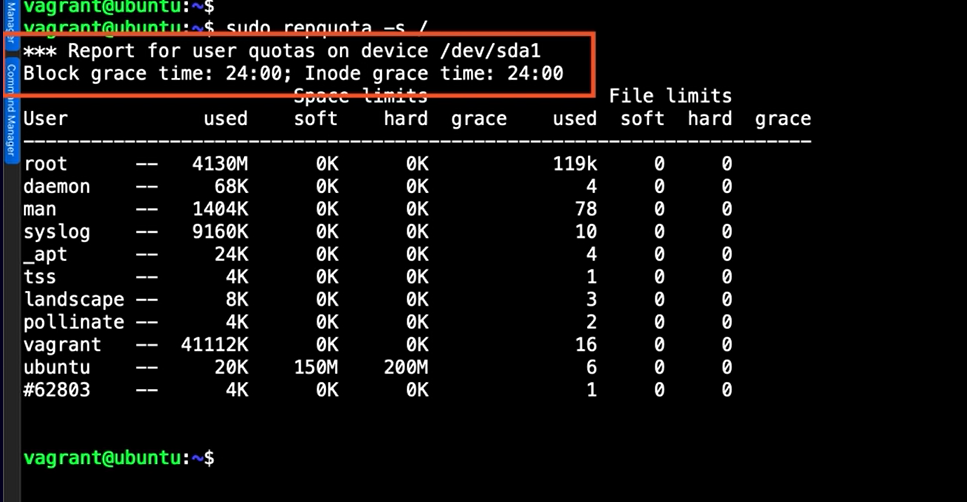 Manager
Command Manager
vagrant@ubuntu:~$
vagrant@ubuntu:~$ sudo repquota -s /
*** Report for user quotas on device /dev/sda1
Block grace time: 24:00; Inode grace time: 24:00
Space limits File limits
User used soft hard grace used soft hard grace
----------------------------------------------------------------------
root -- 4130M 0K 0K 119k 0 0
daemon -- 68K 0K 0K 4 0 0
man -- 1404K 0K 0K 78 0 0
syslog -- 9160K 0K 0K 10 0 0
_apt -- 24K 0K 0K 4 0 0
tss -- 4K 0K 0K 1 0 0
landscape -- 8K 0K 0K 3 0 0
pollinate -- 4K 0K 0K 2 0 0
vagrant -- 41112K 0K 0K 16 0 0
ubuntu -- 20K 150M 200M 6 0 0
#62803 -- 4K 0K 0K 1 0 0
vagrant@ubuntu:~$